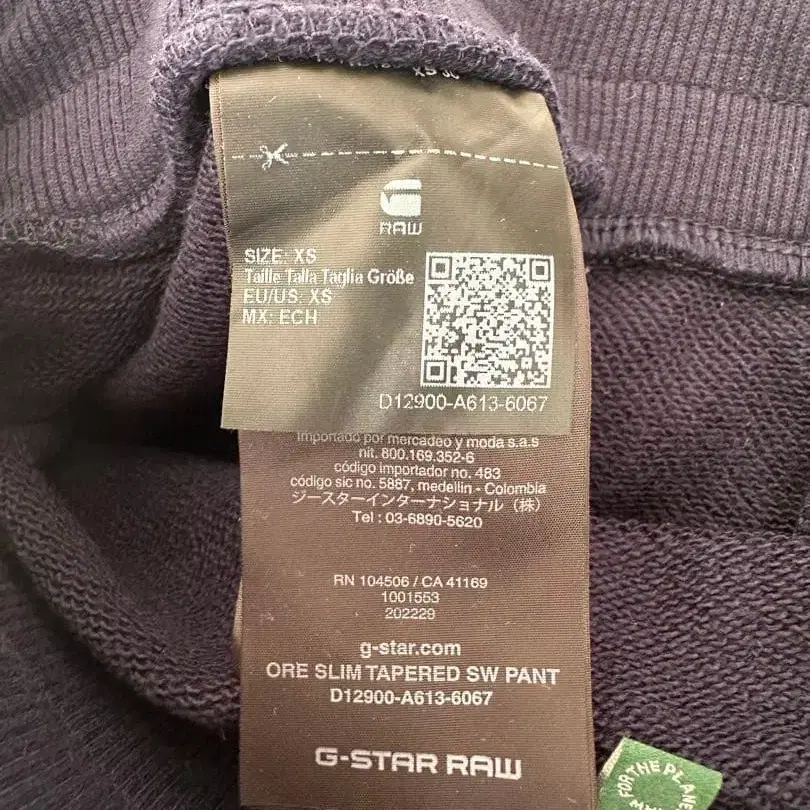 RAW
SIZE: XS
Taille Talla Taglia Größe
EU/US: XS
MX: ECH
D12900-A613-6067
Importado por mercadeo y moda s.a.s
nit. 800.169.352-6
código importador no. 483
código sic no. 5887, medellin - Colombia
ジースターインターナショナル（株）
Tel : 03-6890-5620
RN 104506 / CA 41169
1001553
202229
g-star.com
ORE SLIM TAPERED SW PANT
D12900-A613-6067
G-STAR RAW
FOR THE